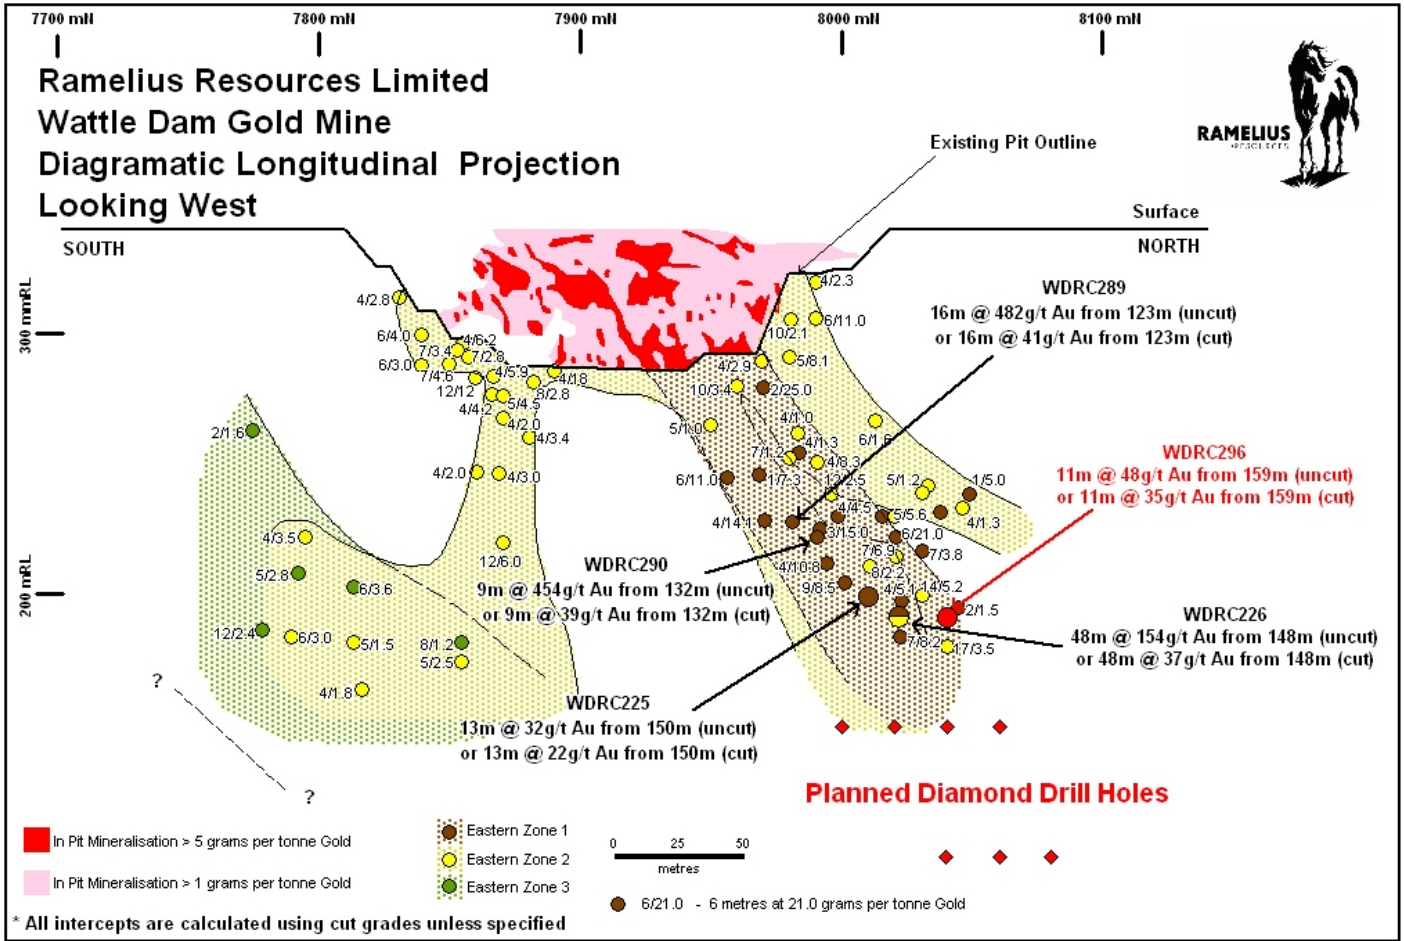 7700 mN
7800 mN
7900 mN
8000 mN
8100 mN
Ramelius Resources Limited
Wattle Dam Gold Mine
Diagramatic Longitudinal Projection
Looking West
RAMELIUS
RESOURCES
Existing Pit Outline
Surface
SOUTH
NORTH
300 mmRL
200 mRL
WDRC289
16m @ 482g/t Au from 123m (uncut)
or 16m @ 41g/t Au from 123m (cut)
WDRC296
11m @ 48g/t Au from 159m (uncut)
or 11m @ 35g/t Au from 159m (cut)
WDRC290
9m @ 454g/t Au from 132m (uncut)
or 9m @ 39g/t Au from 132m (cut)
WDRC226
48m @ 154g/t Au from 148m (uncut)
or 48m @ 37g/t Au from 148m (cut)
WDRC225
13m @ 32g/t Au from 150m (uncut)
or 13m @ 22g/t Au from 150m (cut)
4/2.8
4/2.3
6/4.0
4/6.2
7/3.4
7/2.8
6/3.0
7/4.6
4/5.9
4/18
12/12
8/2.8
4/4.2
5/4.5
4/2.0
4/3.4
4/2.0
4/3.0
12/6.0
6/11.0
10/2.1
5/8.1
4/2.9
10/3.4
2/25.0
5/1.0
4/1.0
4/1.3
6/1.6
7/1.2
4/8.3
6/11.0
1/7.3
12/2.5
5/1.2
1/5.0
4/14.1
4/4.5
5/5.6
4/1.3
3/15.0
6/21.0
7/6.9
7/3.8
4/10.8
8/2.2
9/8.5
4/5.1
14/5.2
2/1.5
7/8.2
17/3.5
2/1.6
4/3.5
5/2.8
6/3.6
12/2.4
6/3.0
5/1.5
8/1.2
5/2.5
4/1.8
?
?
Planned Diamond Drill Holes
In Pit Mineralisation > 5 grams per tonne Gold
In Pit Mineralisation > 1 grams per tonne Gold
Eastern Zone 1
Eastern Zone 2
Eastern Zone 3
0 25 50
metres
6/21.0 - 6 metres at 21.0 grams per tonne Gold
* All intercepts are calculated using cut grades unless specified